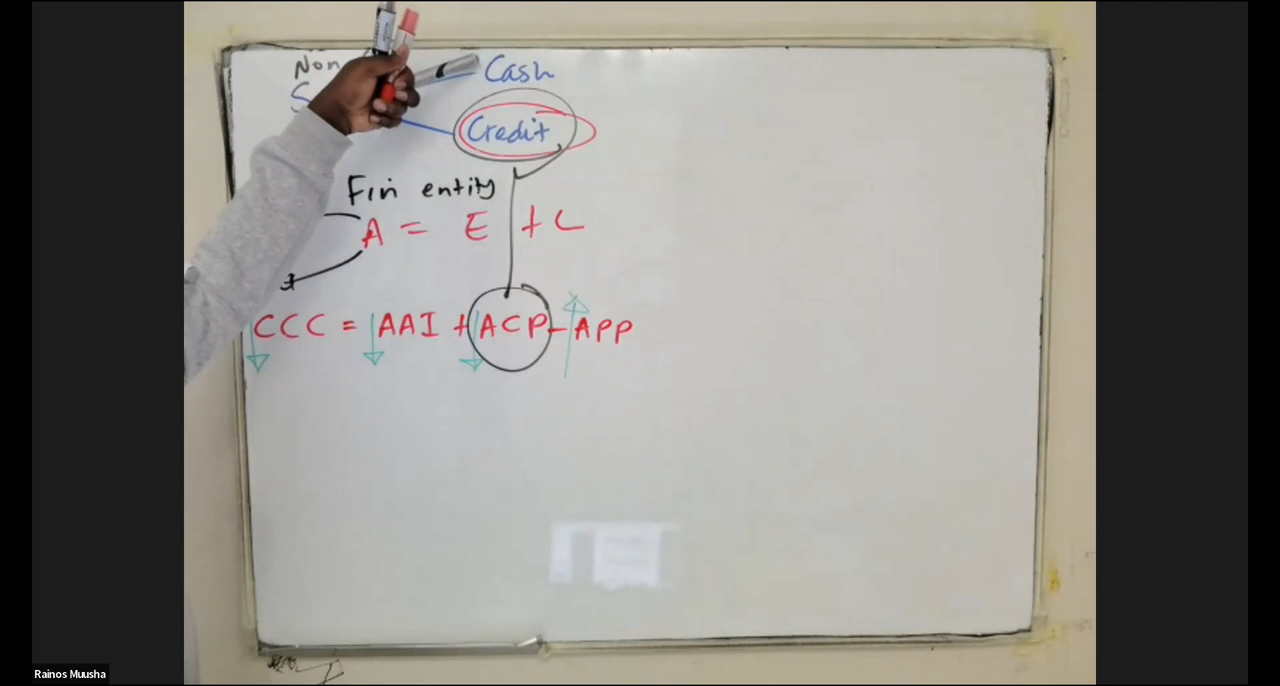 Non
Cash
Credit
Fin entity
A = E + L
CCC = AAI + ACP - APP
Rainos Muusha